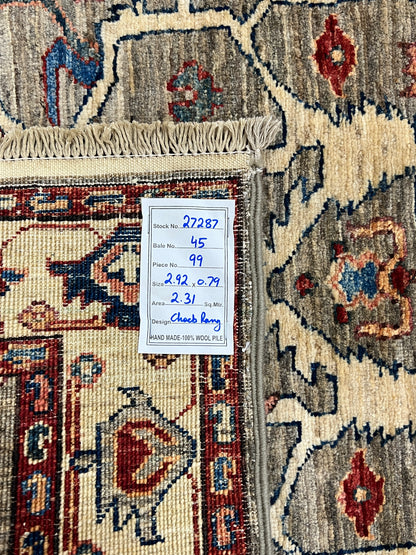 Stock No. 27287
Bale No. 45
Piece No. 99
Size 2.92 x 0.79
Area 2.31 Sq.Mtr.
Design Chaeb Rang
HAND MADE-100% WOOL PILE